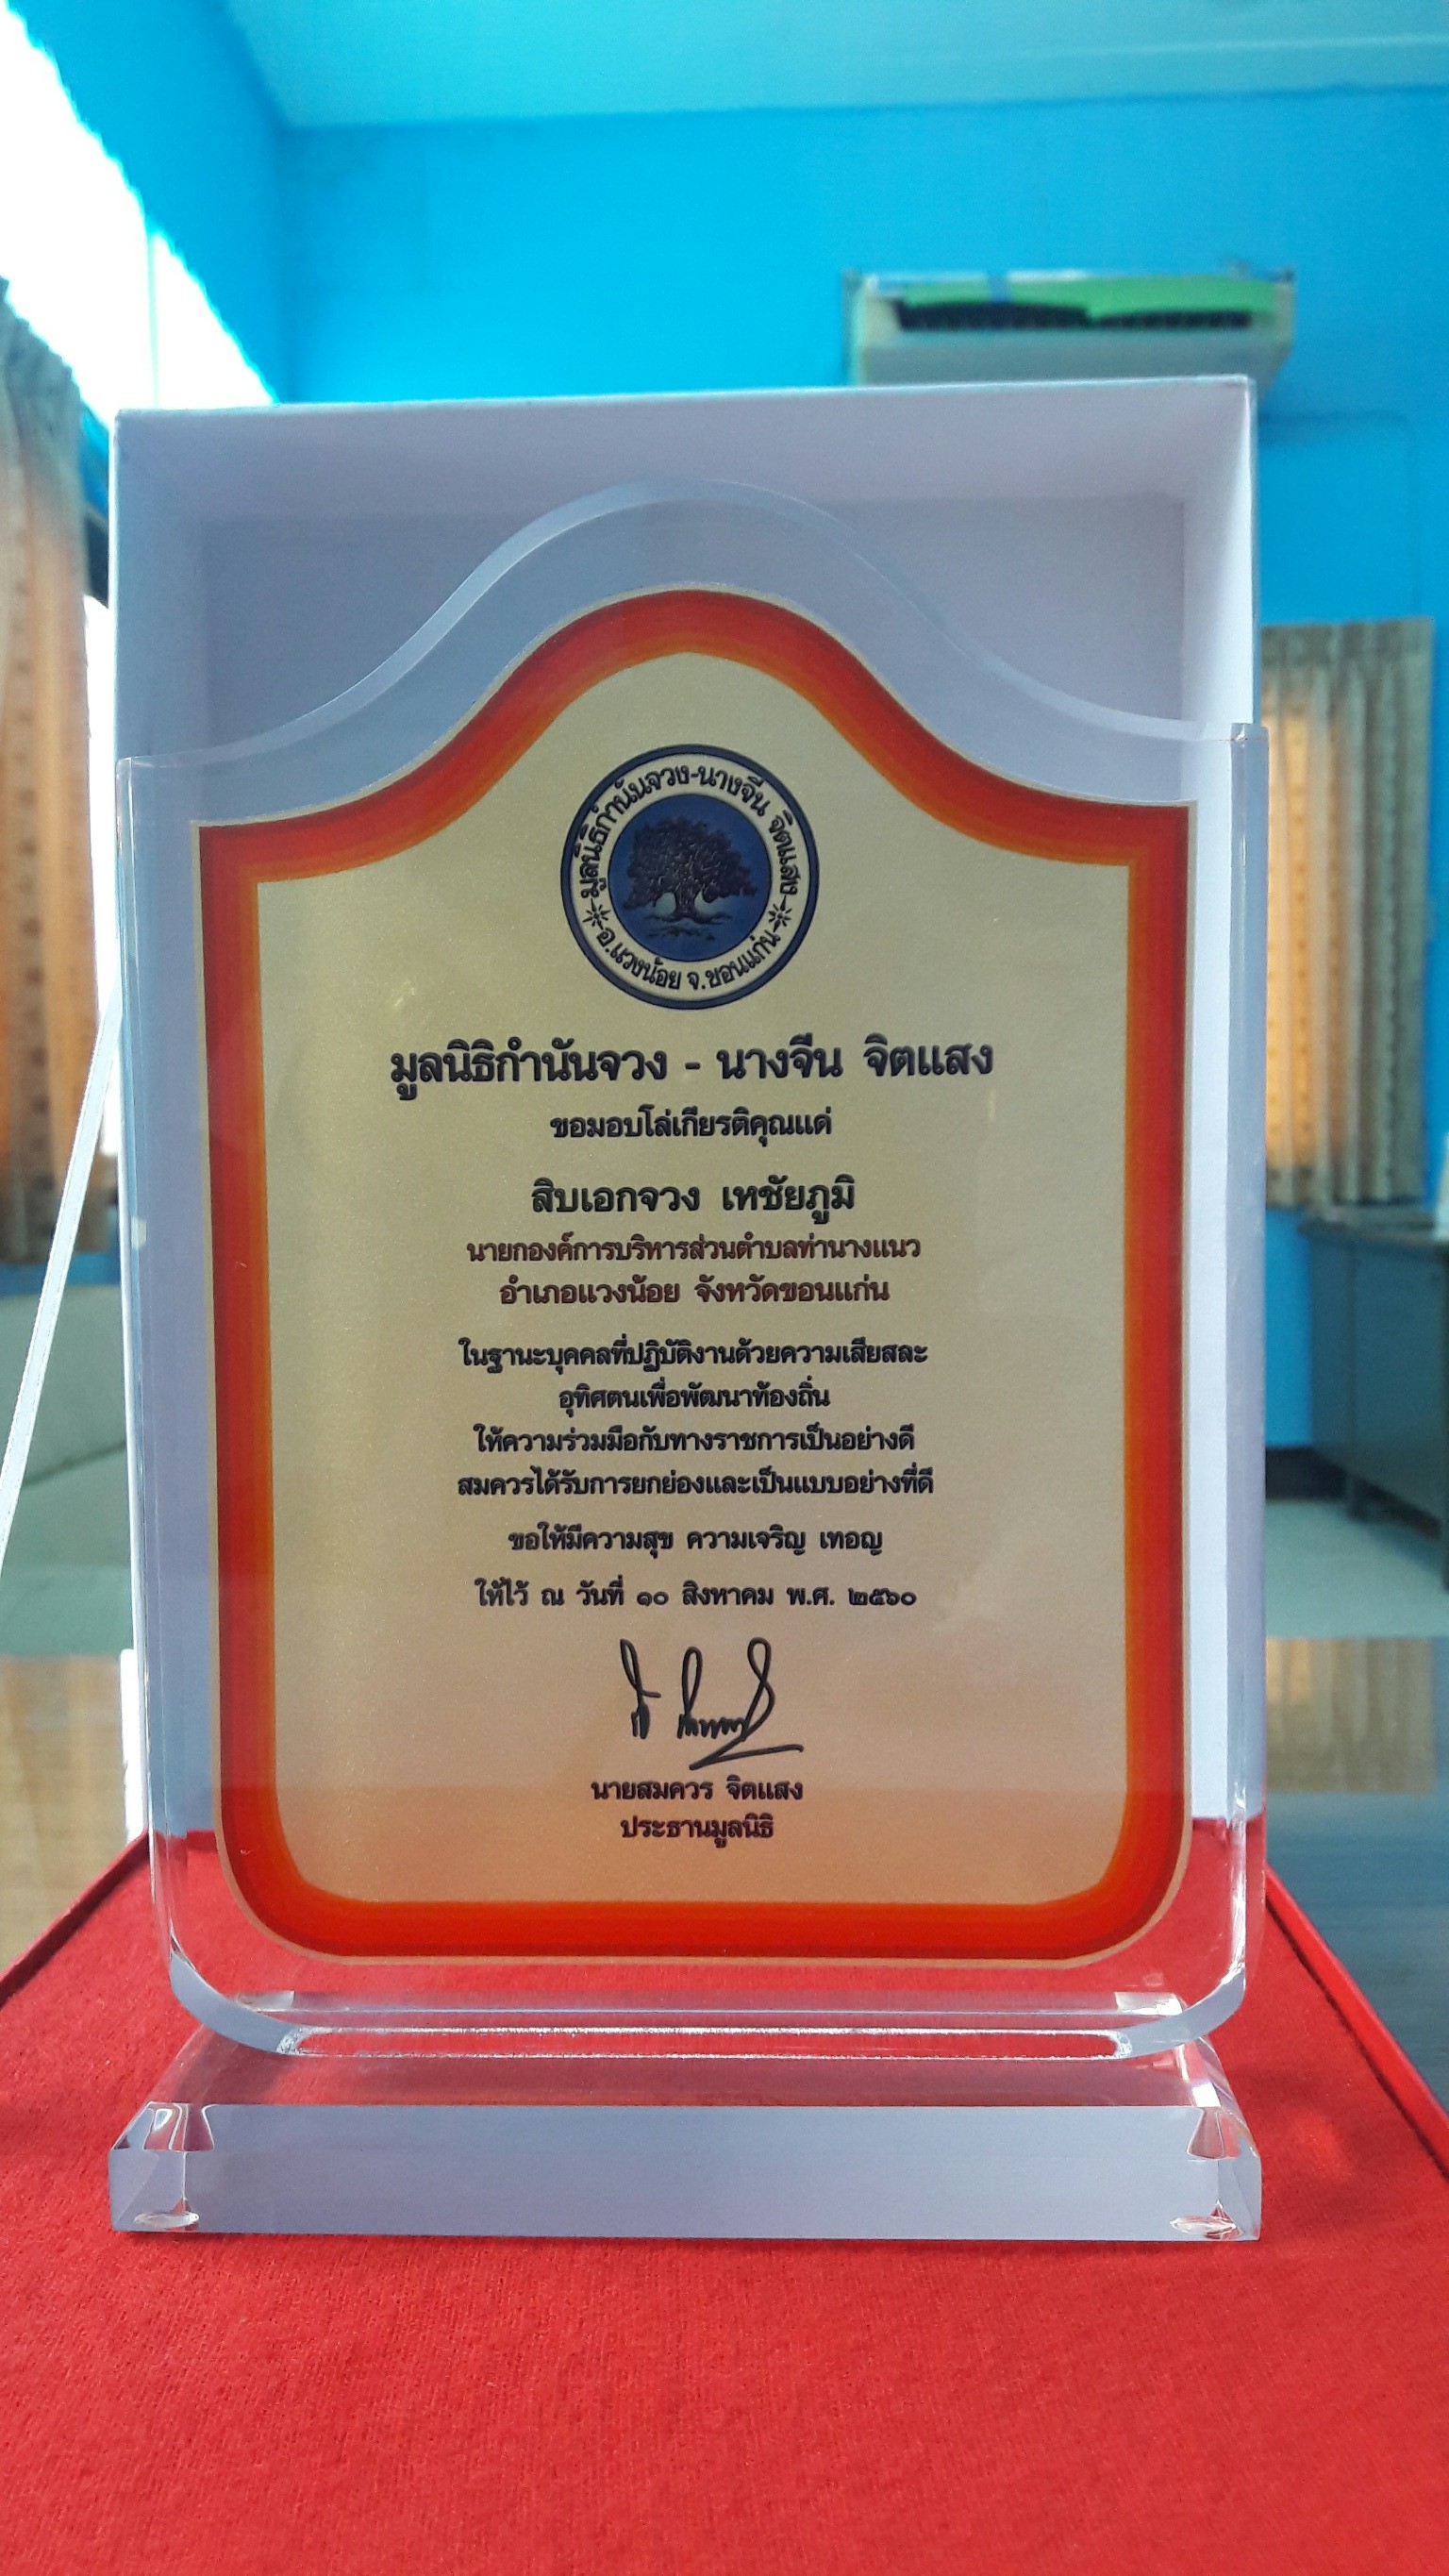 มูลนิธิกำนันจวง-นางจีน จิตแสง
อ.แวงน้อย จ.ขอนแก่น
มูลนิธิกำนันจวง - นางจีน จิตแสง
ขอมอบโล่เกียรติคุณแด่
สิบเอกจวง เหชัยภูมิ
นายกองค์การบริหารส่วนตำบลท่านางแนว
อำเภอแวงน้อย จังหวัดขอนแก่น
ในฐานะบุคคลที่ปฏิบัติงานด้วยความเสียสละ
อุทิศตนเพื่อพัฒนาท้องถิ่น
ให้ความร่วมมือกับทางราชการเป็นอย่างดี
สมควรได้รับการยกย่องและเป็นแบบอย่างที่ดี
ขอให้มีความสุข ความเจริญ เทอญ
ให้ไว้ ณ วันที่ ๑๐ สิงหาคม พ.ศ. ๒๕๖๐
นายสมควร จิตแสง
ประธานมูลนิธิ